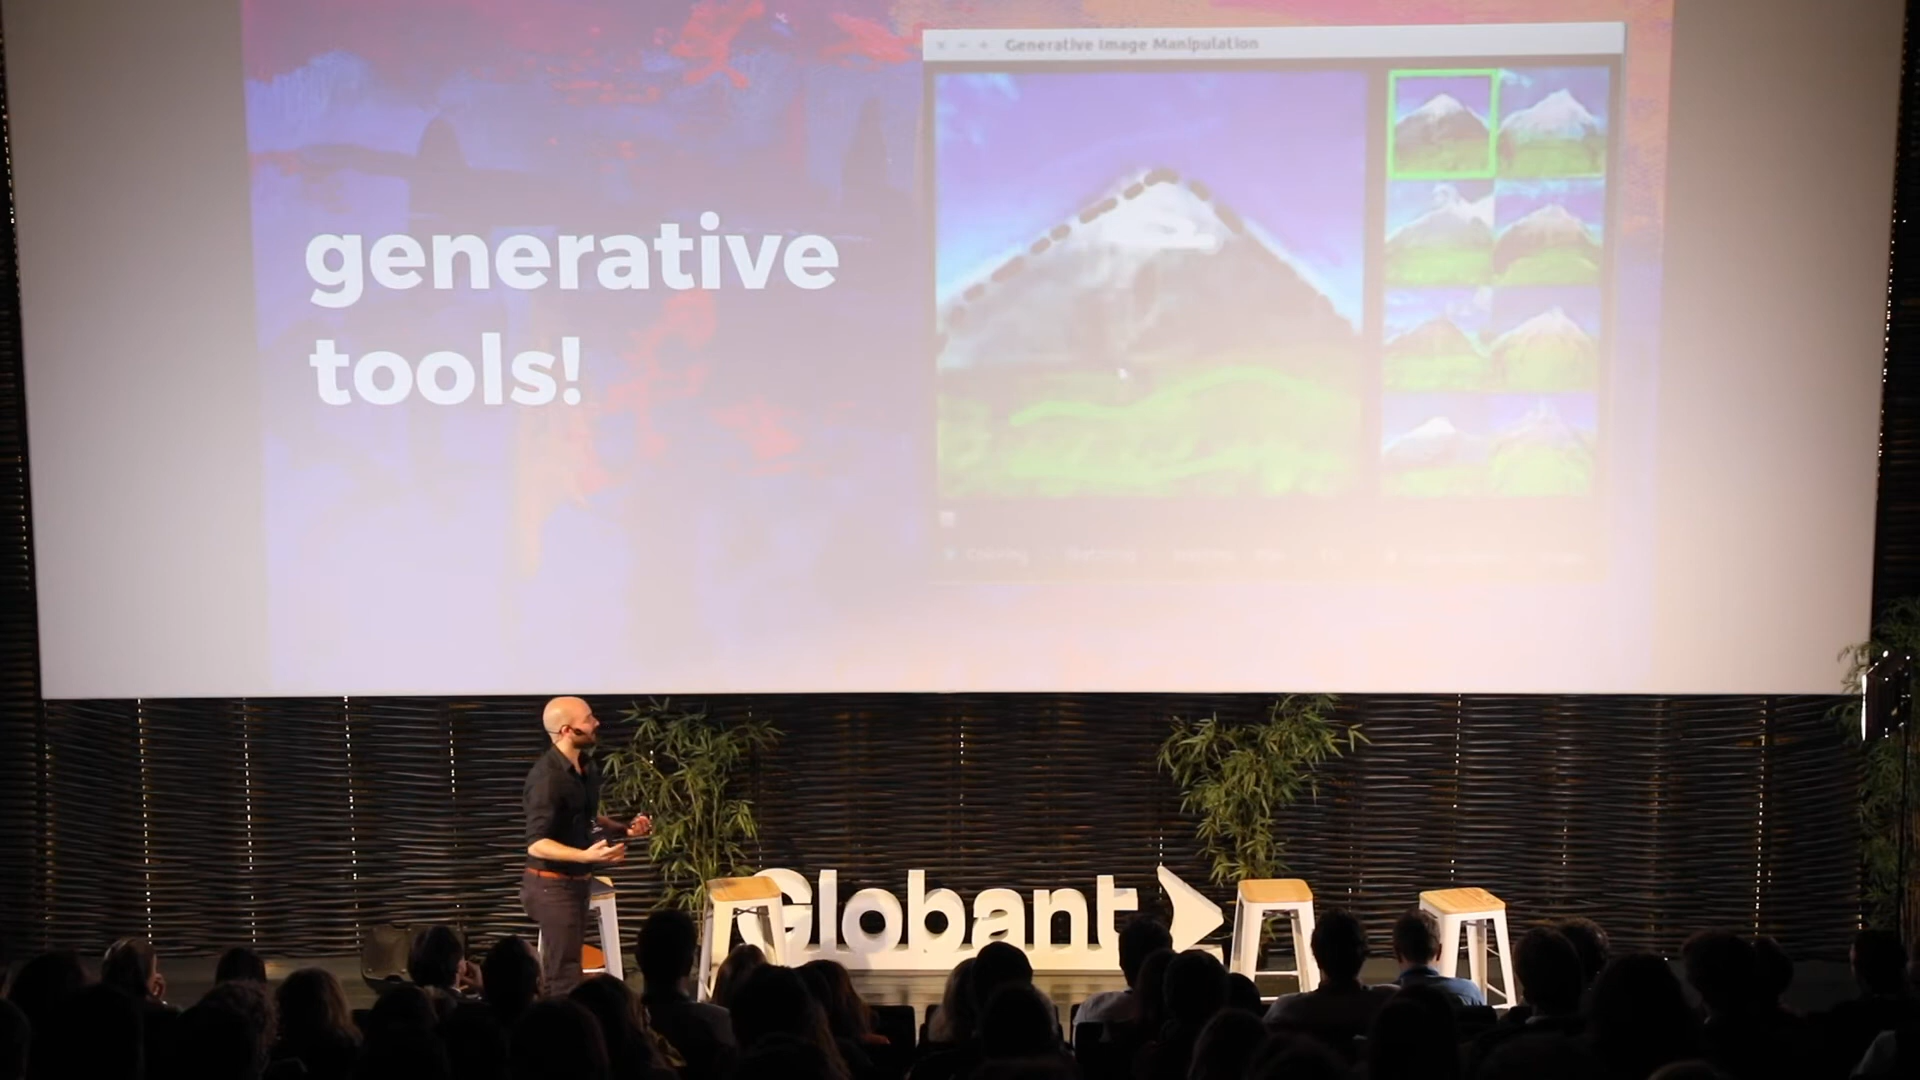 Generative Image Manipulation
generative
tools!
Globant